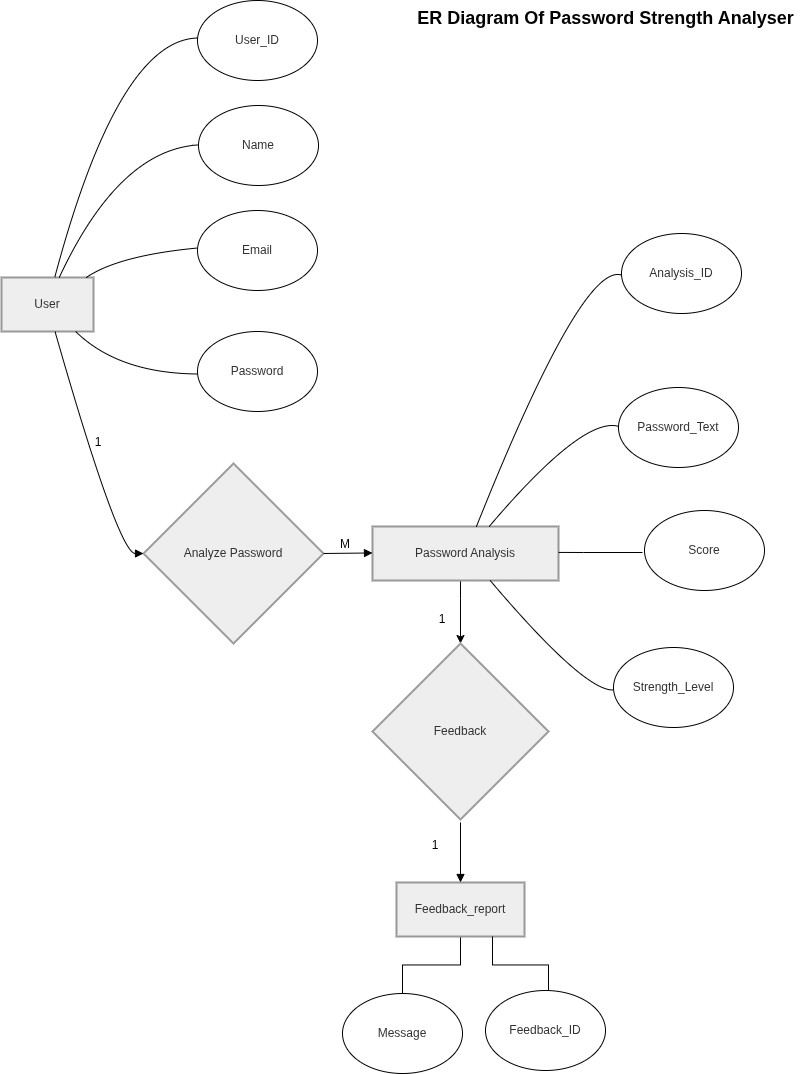 ER Diagram Of Password Strength Analyser
User_ID
Name
Email
User
Password
1
Analyze Password
M
Password Analysis
Analysis_ID
Password_Text
Score
Strength_Level
1
Feedback
1
Feedback_report
Message
Feedback_ID